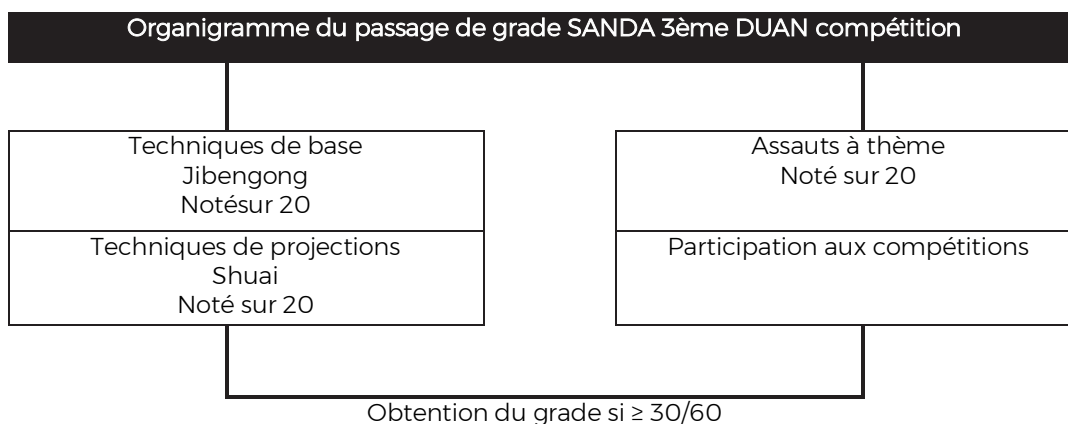 Organigramme du passage de grade SANDA 3ème DUAN compétition
Techniques de base
Jibengong
Notésur 20
Techniques de projections
Shuai
Noté sur 20
Assauts à thème
Noté sur 20
Participation aux compétitions
Obtention du grade si ≥ 30/60